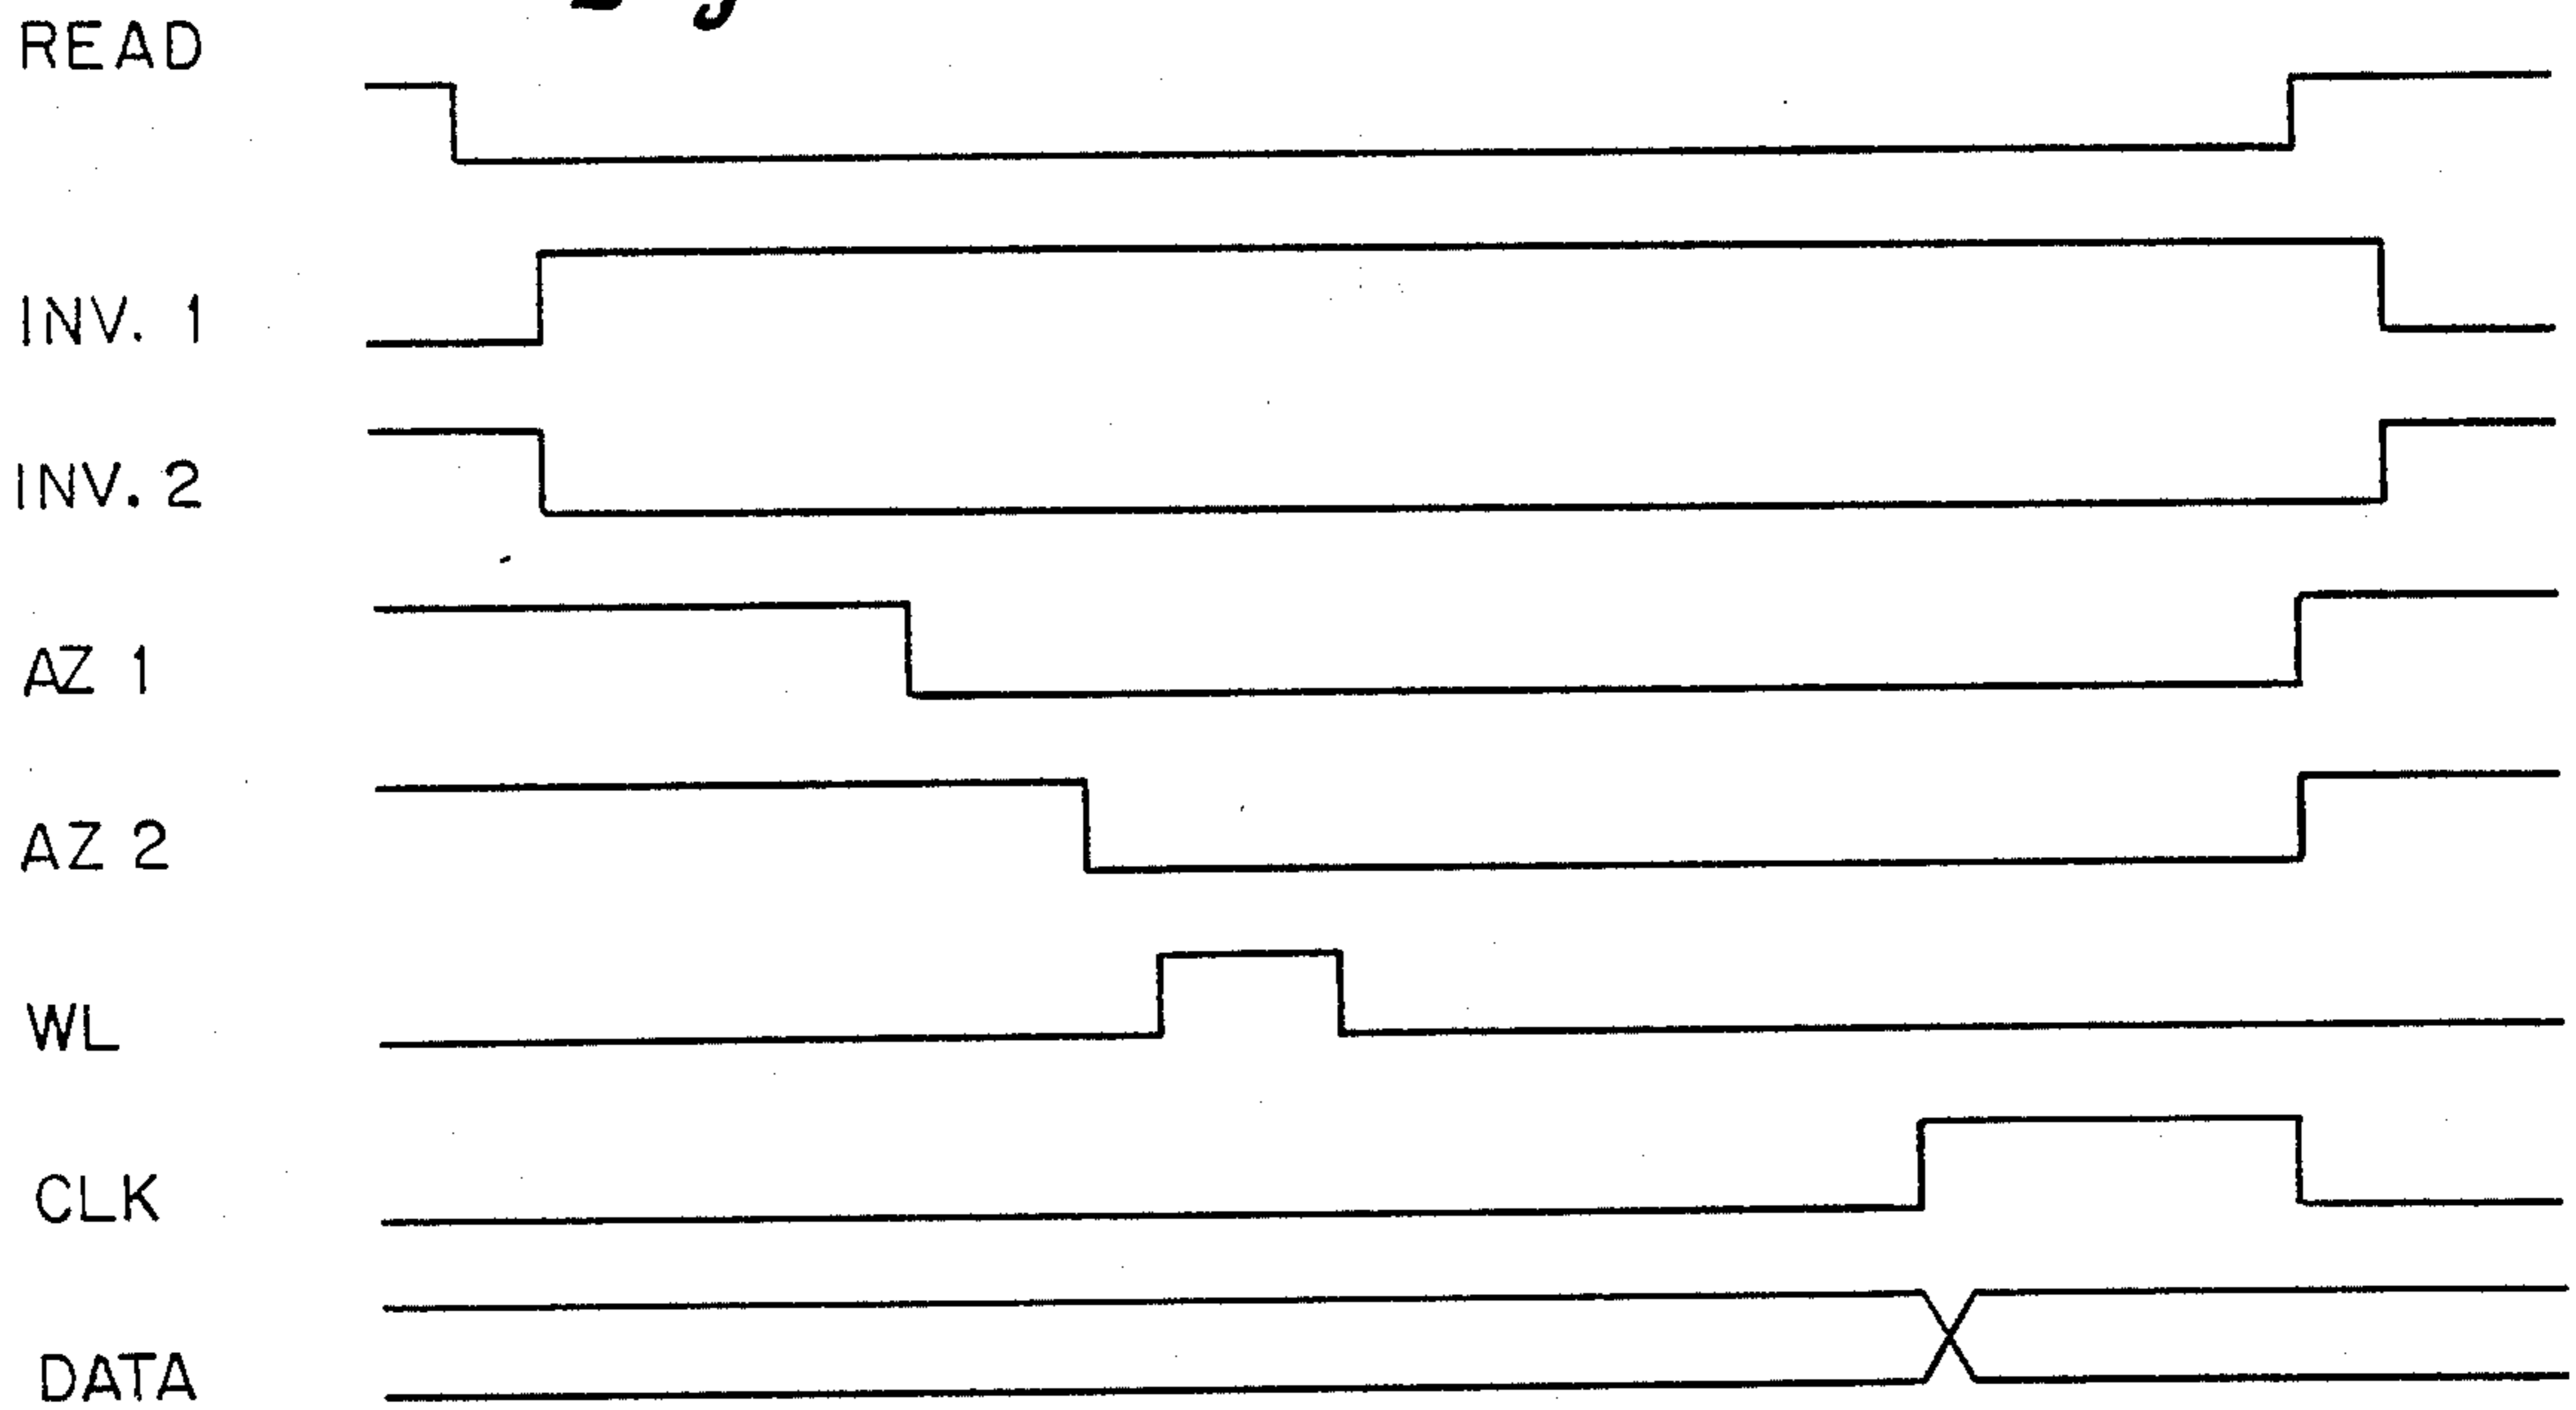 READ
INV. 1
INV. 2
AZ 1
AZ 2
WL
CLK
DATA